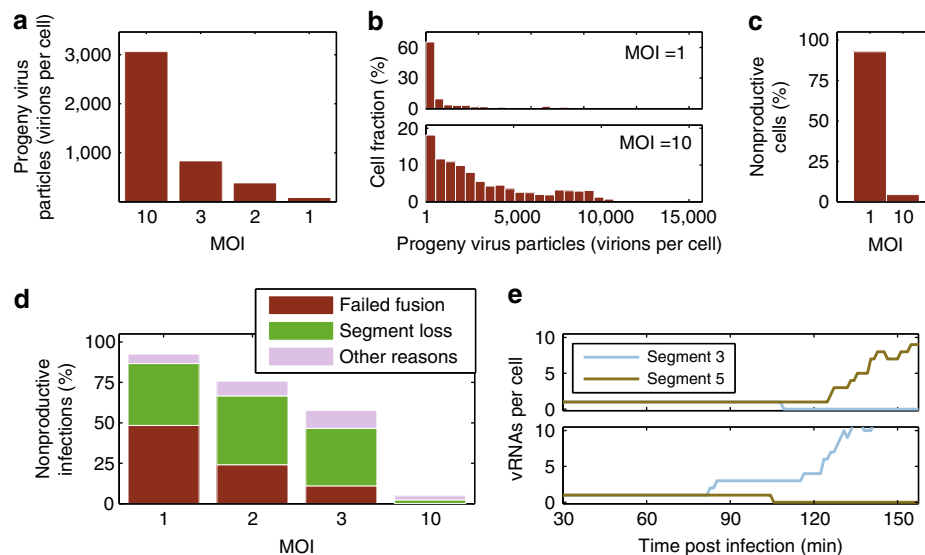 a
Progeny virus
particles (virions per cell)
3,000
2,000
1,000
10 3 2 1
MOI
b
Cell fraction (%)
60
30
0
MOI =1
20
10
0
MOI =10
1 5,000 10,000 15,000
Progeny virus particles (virions per cell)
c
Nonproductive
cells (%)
100
75
50
25
0
1 10
MOI
d
Failed fusion
Segment loss
Other reasons
Nonproductive
infections (%)
100
75
50
25
0
1 2 3 10
MOI
e
vRNAs per cell
10
5
0
Segment 3
Segment 5
10
5
0
30 60 90 120 150
Time post infection (min)